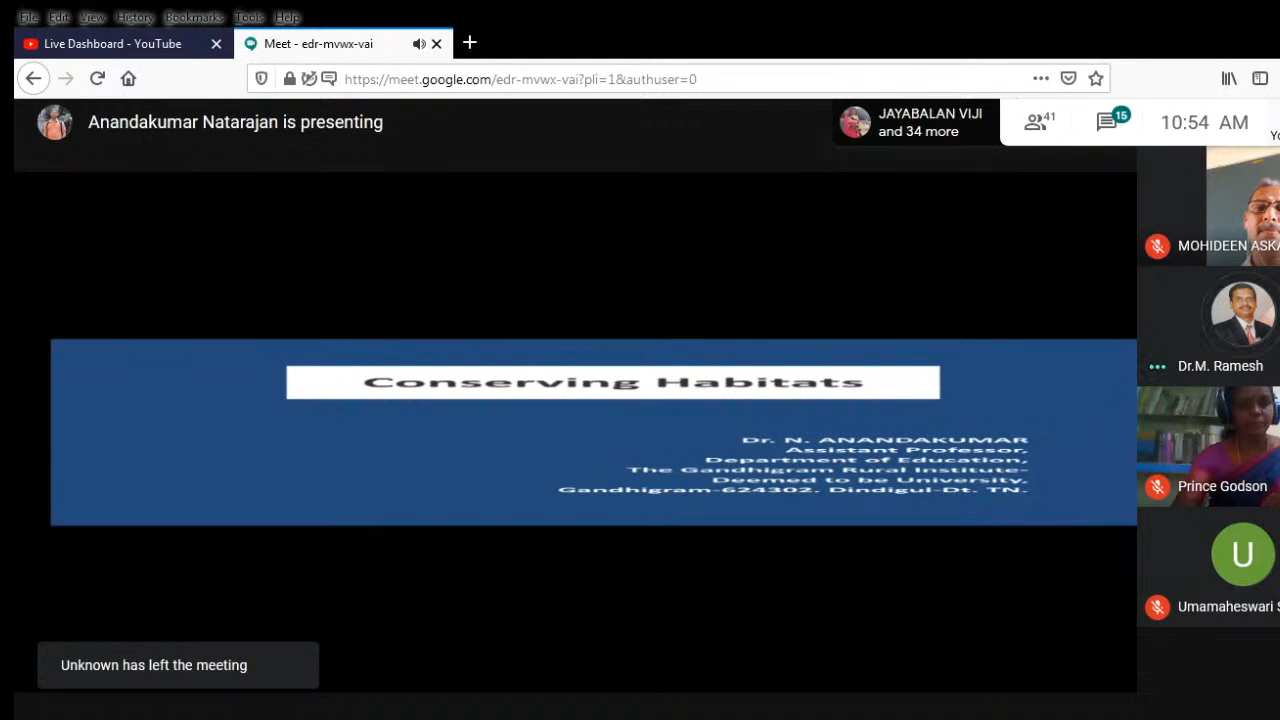 File Edit View History Bookmarks Tools Help
Live Dashboard - YouTube
Meet - edr-mvwx-vai
https://meet.google.com/edr-mvwx-vai?pli=1&authuser=0
Anandakumar Natarajan is presenting
JAYABALAN VIJI
and 34 more
41
15
10:54 AM
MOHIDEEN ASKA
Dr.M. Ramesh
Prince Godson
U
Umamaheswari S
Conserving Habitats
Dr. N. ANANDAKUMAR
Assistant Professor,
Department of Education,
The Gandhigram Rural Institute-
Deemed to be University,
Gandhigram-624302. Dindigul-Dt. TN.
Unknown has left the meeting